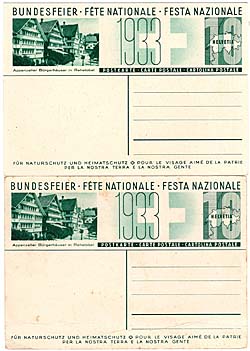 BUNDESFEIER · FÊTE NATIONALE · FESTA NAZIONALE
1933
10
HELVETIA
Appenzeller Bürgerhäuser in Rehetobel
POSTKARTE · CARTE POSTALE · CARTOLINA POSTALE
FÜR NATURSCHUTZ UND HEIMATSCHUTZ ✪ POUR LE VISAGE AIMÉ DE LA PATRIE
PER LA NOSTRA TERRA E LA NOSTRA GENTE
BUNDESFEIER · FÊTE NATIONALE · FESTA NAZIONALE
1933
10
HELVETIA
Appenzeller Bürgerhäuser in Rehetobel
POSTKARTE · CARTE POSTALE · CARTOLINA POSTALE
FÜR NATURSCHUTZ UND HEIMATSCHUTZ ✪ POUR LE VISAGE AIMÉ DE LA PATRIE
PER LA NOSTRA TERRA E LA NOSTRA GENTE